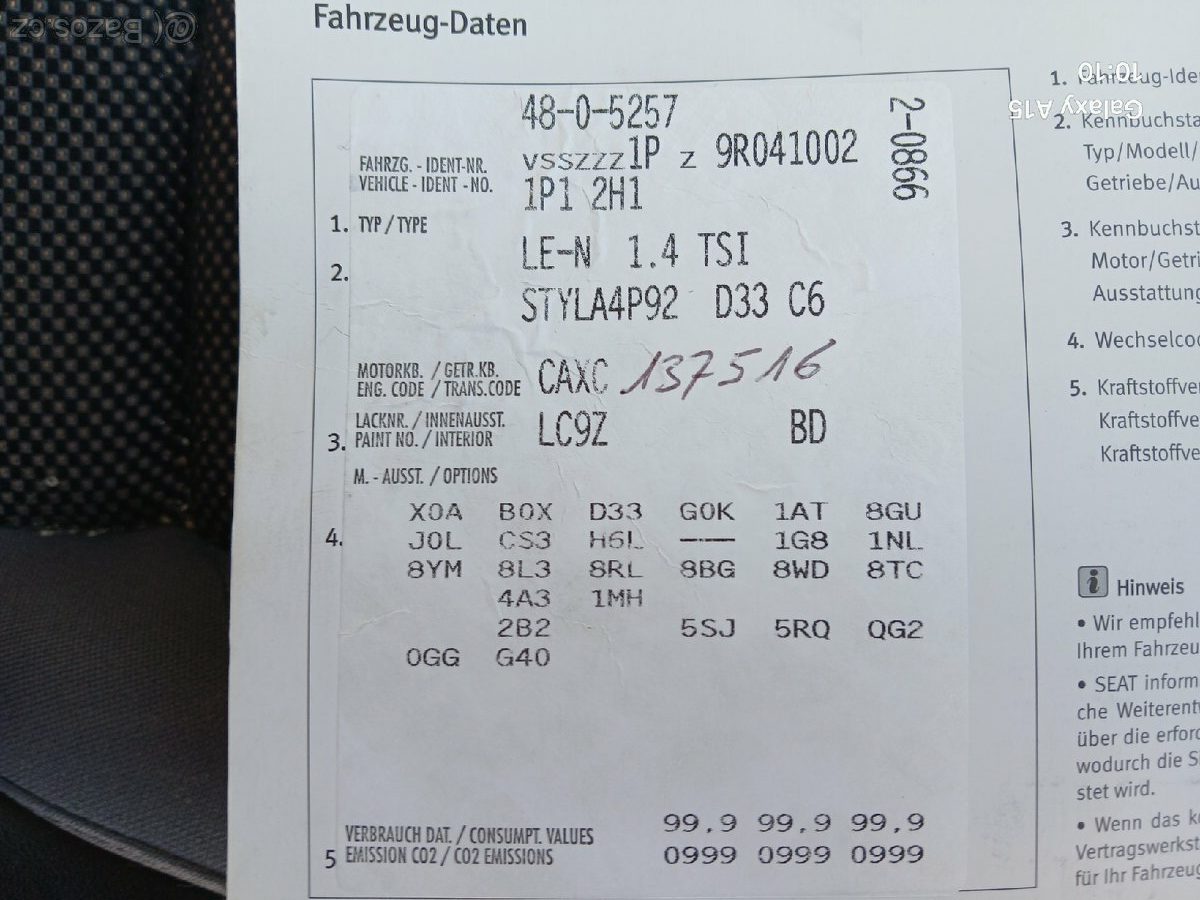 @( Bazos.cz
Fahrzeug-Daten
10:10
Galaxy A15
48-0-5257
2-0866
FAHRZG. - IDENT-NR.
VEHICLE - IDENT - NO.
VSSZZZ1P Z 9R041002
1P1 2H1
1. TYP / TYPE
2.
LE-N 1.4 TSI
STYLA4P92 D33 C6
MOTORKB. / GETR.KB.
ENG. CODE / TRANS.CODE
CAXC 137516
LACKNR. / INNENAUSST.
3. PAINT NO. / INTERIOR
LC9Z BD
M. - AUSST. / OPTIONS
4.
X0A B0X D33 G0K 1AT 8GU
J0L CS3 H6L --- 1G8 1NL
8YM 8L3 8RL 8BG 8WD 8TC
4A3 1MH
2B2 5SJ 5RQ QG2
0GG G40
VERBRAUCH DAT. / CONSUMPT. VALUES
99.9 99.9 99.9
5 EMISSION CO2 / CO2 EMISSIONS
0999 0999 0999
1. Fahrzeug-Ide
2. Kennbuchsta
Typ/Modell/
Getriebe/Au
3. Kennbuchst
Motor/Getri
Ausstattung
4. Wechselco
5. Kraftstoffve
Kraftstoffve
Kraftstoffve
i Hinweis
• Wir empfehl
Ihrem Fahrzeu
• SEAT inform
che Weiterent
über die erford
wodurch die S
stet wird.
• Wenn das k
Vertragswerkst
für Ihr Fahrzeug